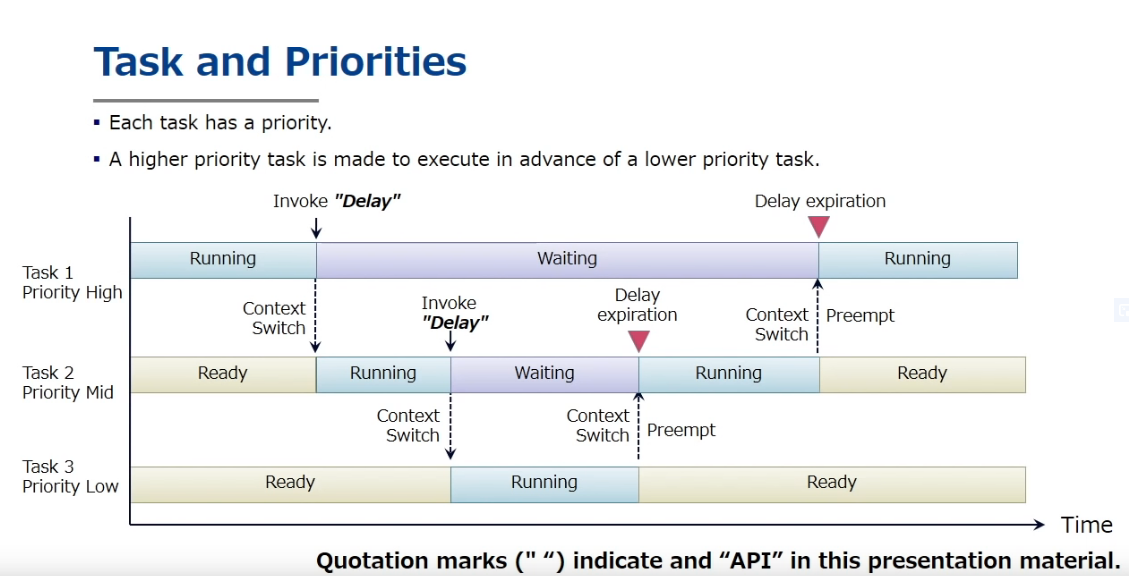 Task and Priorities
▪ Each task has a priority.
▪ A higher priority task is made to execute in advance of a lower priority task.
Invoke "Delay"
Delay expiration
Task 1
Priority High
Running
Waiting
Running
Context
Switch
Invoke
"Delay"
Delay
expiration
Context
Switch
Preempt
Task 2
Priority Mid
Ready
Running
Waiting
Running
Ready
Context
Switch
Context
Switch
Preempt
Task 3
Priority Low
Ready
Running
Ready
Time
Quotation marks (" “) indicate and “API” in this presentation material.